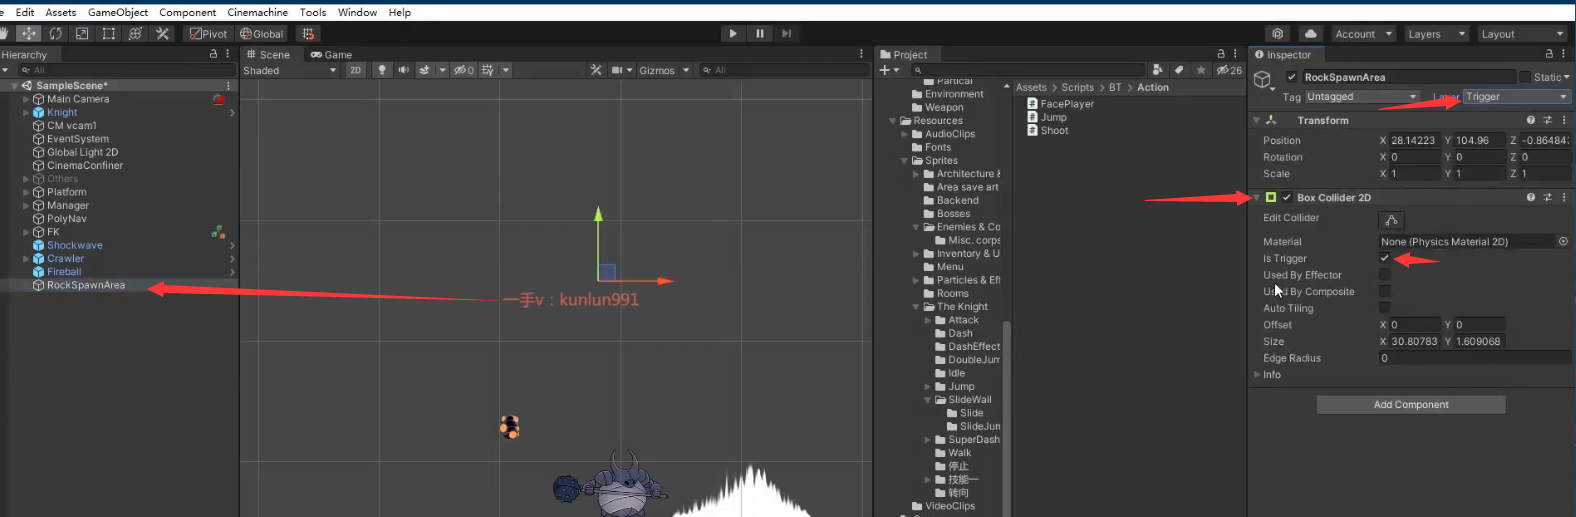 e Edit Assets GameObject Component Cinemachine Tools Window Help
Pivot Global Account Layers Layout
Hierarchy
All
SampleScene*
Main Camera
Knight
CM vcam1
EventSystem
Global Light 2D
CinemaConfiner
Others
Platform
Manager
PolyNav
FK
Shockwave
Crawler
Fireball
RockSpawnArea
Scene Game
Shaded 2D 0 Gizmos All
一手v：kunlun991
Project
26
Partical
Environment
Weapon
Resources
AudioClips
Fonts
Sprites
Architecture &
Area save art
Backend
Bosses
Enemies & Co
Misc. corps
Inventory & U
Menu
Particles & Eff
Rooms
The Knight
Attack
Dash
DashEffect
DoubleJum
Idle
Jump
SlideWall
Slide
SlideJun
SuperDash
Walk
停止
技能一
转向
VideoClips
Assets Scripts BT Action
FacePlayer
Jump
Shoot
Inspector
RockSpawnArea Static
Tag Untagged Layer Trigger
Transform
Position X 28.14223 Y 104.96 Z -0.86484
Rotation X 0 Y 0 Z 0
Scale X 1 Y 1 Z 1
Box Collider 2D
Edit Collider
Material None (Physics Material 2D)
Is Trigger
Used By Effector
Used By Composite
Auto Tiling
Offset X 0 Y 0
Size X 30.80783 Y 1.609068
Edge Radius 0
Info
Add Component